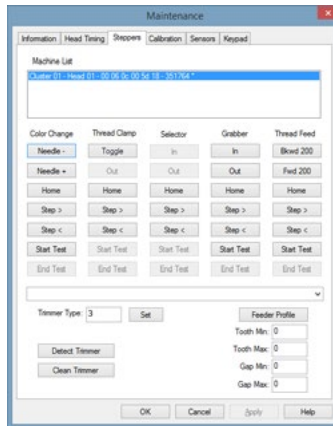 Maintenance
Information Head Timing Steppers Calibration Sensors Keypad
Machine List
Cluster 01 - Head 01 - 00 06 0c 00 5d 18 - 351764 *
Color Change Thread Clamp Selector Grabber Thread Feed
Needle - Toggle In In Bkwd 200
Needle + Out Out Out Fwd 200
Home Home Home Home Home
Step > Step > Step > Step > Step >
Step < Step < Step < Step < Step <
Start Test Start Test Start Test Start Test Start Test
End Test End Test End Test End Test End Test
Trimmer Type: 3 Set Feeder Profile
Tooth Min: 0
Detect Trimmer Tooth Max: 0
Clean Trimmer Gap Min: 0
Gap Max: 0
OK Cancel Apply Help